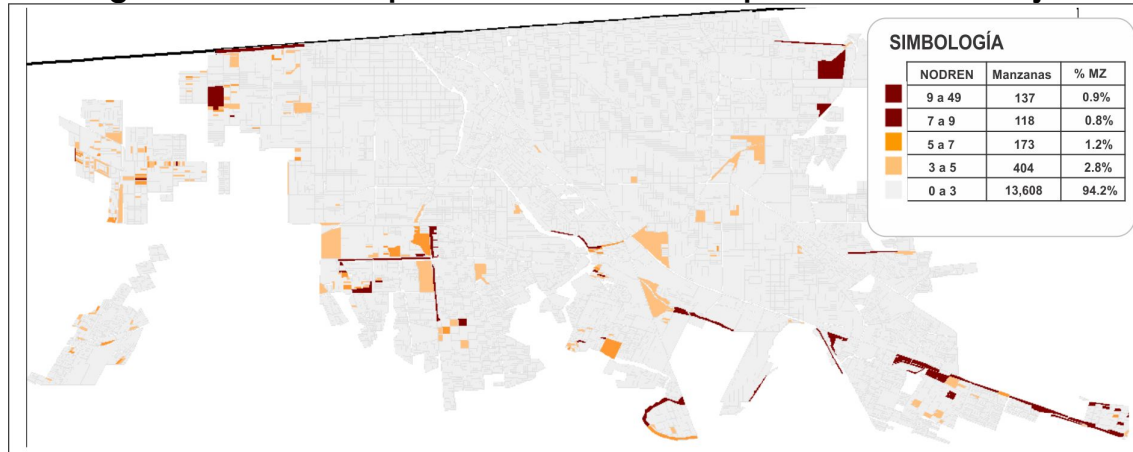 1
SIMBOLOGÍA
NODREN Manzanas % MZ
9 a 49 137 0.9%
7 a 9 118 0.8%
5 a 7 173 1.2%
3 a 5 404 2.8%
0 a 3 13,608 94.2%